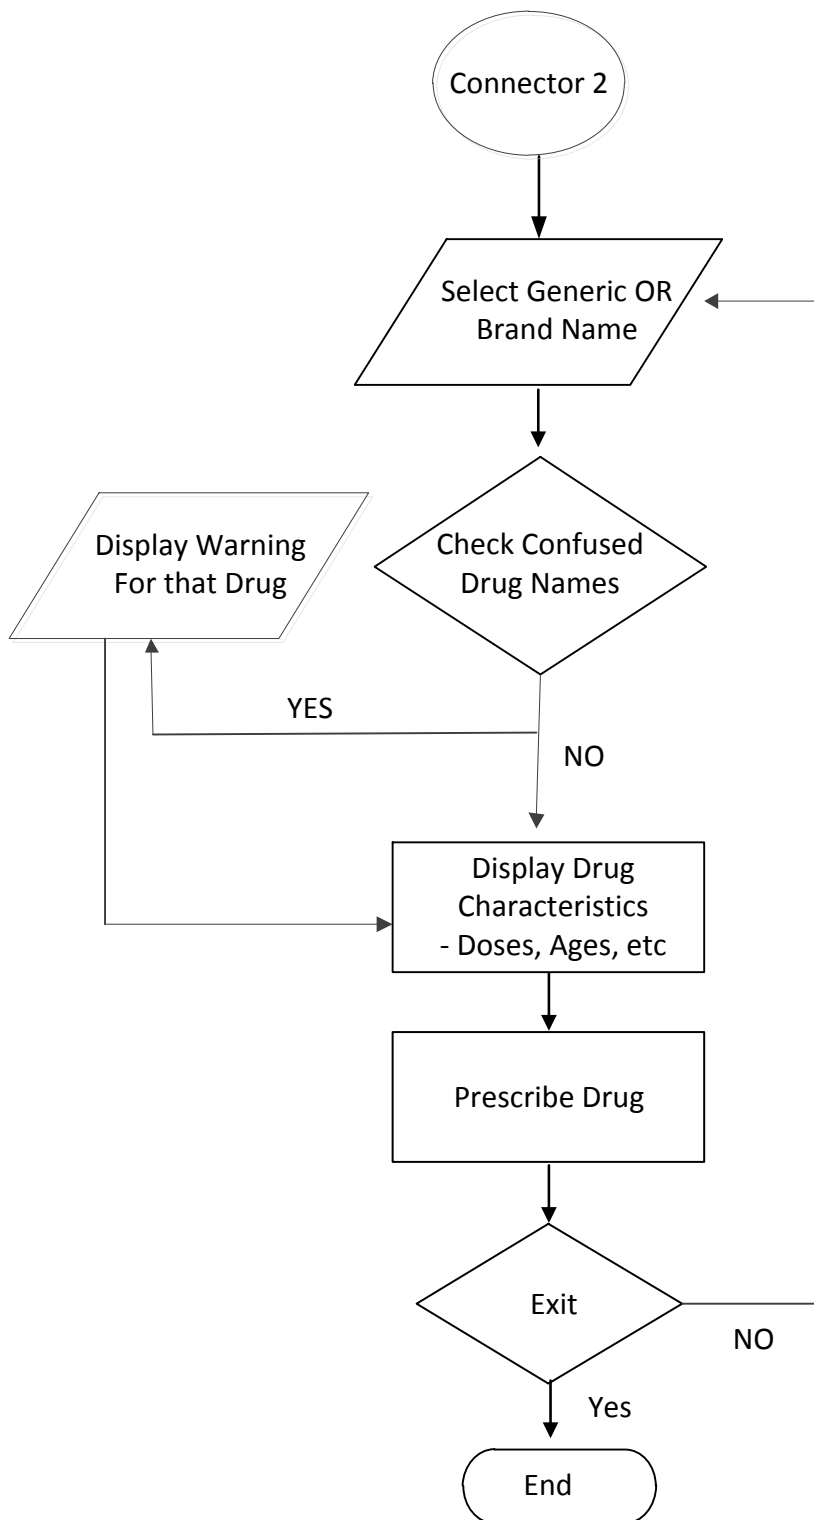 Connector 2
Select Generic OR
Brand Name
Check Confused
Drug Names
Display Warning
For that Drug
YES
NO
Display Drug
Characteristics
- Doses, Ages, etc
Prescribe Drug
Exit
NO
Yes
End